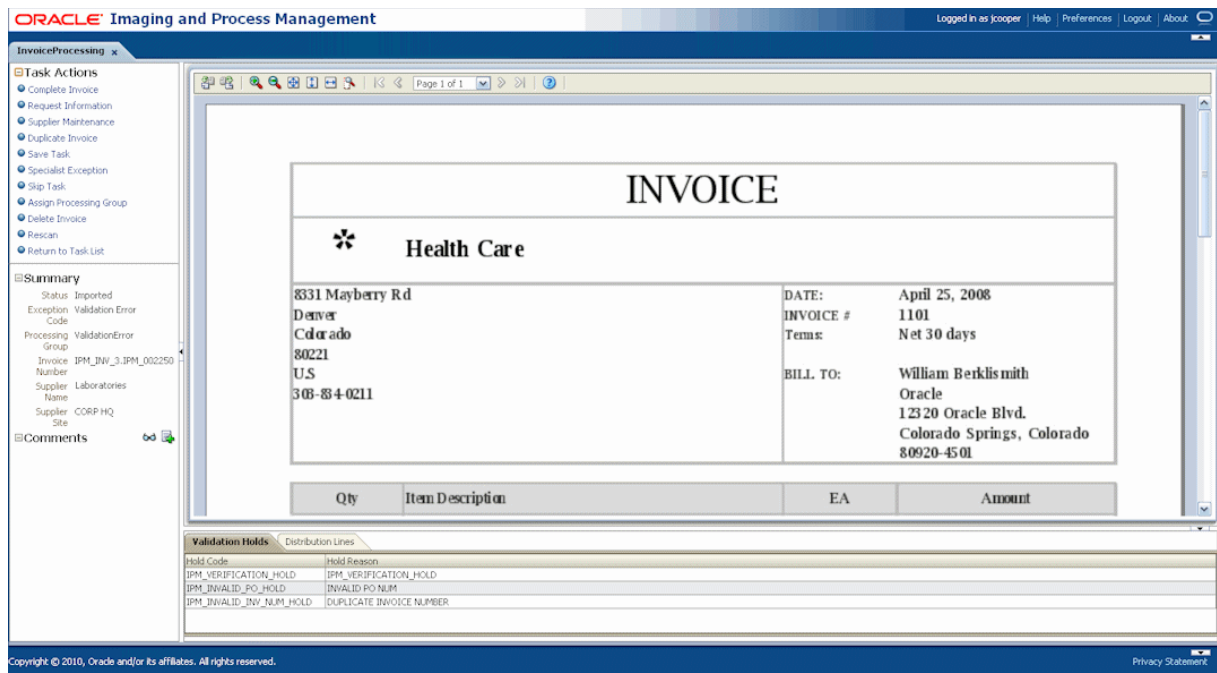 ORACLE Imaging and Process Management
Logged in as jcooper Help Preferences Logout About
InvoiceProcessing x
Task Actions
Complete Invoice
Request Information
Supplier Maintenance
Duplicate Invoice
Save Task
Specialist Exception
Skip Task
Assign Processing Group
Delete Invoice
Rescan
Return to Task List
Summary
Status Imported
Exception Code Validation Error
Processing Group ValidationError
Invoice Number IPM_INV_3.IPM_002250
Supplier Name Laboratories
Supplier Site CORP HQ
Comments
Page 1 of 1
INVOICE
* Health Care
8331 Mayberry Rd
Denver
Colorado
80221
U.S
303-834-0211
DATE: April 25, 2008
INVOICE # 1101
Terms: Net 30 days
BILL TO: William Berklismith
Oracle
12320 Oracle Blvd.
Colorado Springs, Colorado
80920-4501
Qty Item Description EA Amount
Validation Holds Distribution Lines
Hold Code Hold Reason
IPM_VERIFICATION_HOLD IPM_VERIFICATION_HOLD
IPM_INVALID_PO_HOLD INVALID PO NUM
IPM_INVALID_INV_NUM_HOLD DUPLICATE INVOICE NUMBER
Copyright © 2010, Oracle and/or its affiliates. All rights reserved.
Privacy Statement